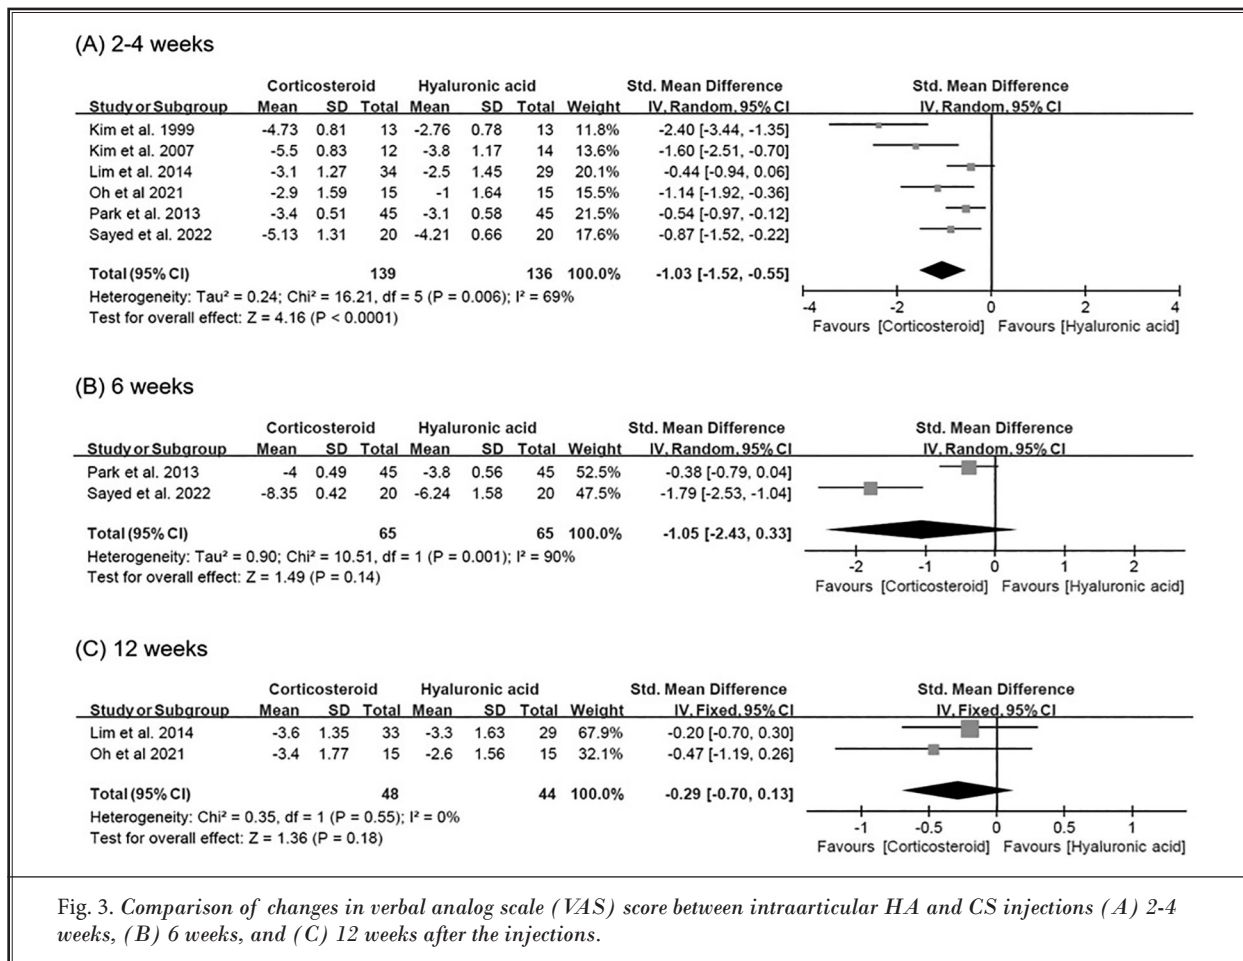 (A) 2-4 weeks
Corticosteroid Hyaluronic acid Std. Mean Difference Std. Mean Difference
Study or Subgroup Mean SD Total Mean SD Total Weight IV, Random, 95% CI IV, Random, 95% CI
Kim et al. 1999 -4.73 0.81 13 -2.76 0.78 13 11.8% -2.40 [-3.44, -1.35]
Kim et al. 2007 -5.5 0.83 12 -3.8 1.17 14 13.6% -1.60 [-2.51, -0.70]
Lim et al. 2014 -3.1 1.27 34 -2.5 1.45 29 20.1% -0.44 [-0.94, 0.06]
Oh et al 2021 -2.9 1.59 15 -1 1.64 15 15.5% -1.14 [-1.92, -0.36]
Park et al. 2013 -3.4 0.51 45 -3.1 0.58 45 21.5% -0.54 [-0.97, -0.12]
Sayed et al. 2022 -5.13 1.31 20 -4.21 0.66 20 17.6% -0.87 [-1.52, -0.22]
Total (95% CI) 139 136 100.0% -1.03 [-1.52, -0.55]
Heterogeneity: Tau² = 0.24; Chi² = 16.21, df = 5 (P = 0.006); I² = 69%
Test for overall effect: Z = 4.16 (P < 0.0001)
-4 -2 0 2 4
Favours [Corticosteroid] Favours [Hyaluronic acid]
(B) 6 weeks
Corticosteroid Hyaluronic acid Std. Mean Difference Std. Mean Difference
Study or Subgroup Mean SD Total Mean SD Total Weight IV, Random, 95% CI IV, Random, 95% CI
Park et al. 2013 -4 0.49 45 -3.8 0.56 45 52.5% -0.38 [-0.79, 0.04]
Sayed et al. 2022 -8.35 0.42 20 -6.24 1.58 20 47.5% -1.79 [-2.53, -1.04]
Total (95% CI) 65 65 100.0% -1.05 [-2.43, 0.33]
Heterogeneity: Tau² = 0.90; Chi² = 10.51, df = 1 (P = 0.001); I² = 90%
Test for overall effect: Z = 1.49 (P = 0.14)
-2 -1 0 1 2
Favours [Corticosteroid] Favours [Hyaluronic acid]
(C) 12 weeks
Corticosteroid Hyaluronic acid Std. Mean Difference Std. Mean Difference
Study or Subgroup Mean SD Total Mean SD Total Weight IV, Fixed, 95% CI IV, Fixed, 95% CI
Lim et al. 2014 -3.6 1.35 33 -3.3 1.63 29 67.9% -0.20 [-0.70, 0.30]
Oh et al 2021 -3.4 1.77 15 -2.6 1.56 15 32.1% -0.47 [-1.19, 0.26]
Total (95% CI) 48 44 100.0% -0.29 [-0.70, 0.13]
Heterogeneity: Chi² = 0.35, df = 1 (P = 0.55); I² = 0%
Test for overall effect: Z = 1.36 (P = 0.18)
-1 -0.5 0 0.5 1
Favours [Corticosteroid] Favours [Hyaluronic acid]
Fig. 3. Comparison of changes in verbal analog scale (VAS) score between intraarticular HA and CS injections (A) 2-4
weeks, (B) 6 weeks, and (C) 12 weeks after the injections.